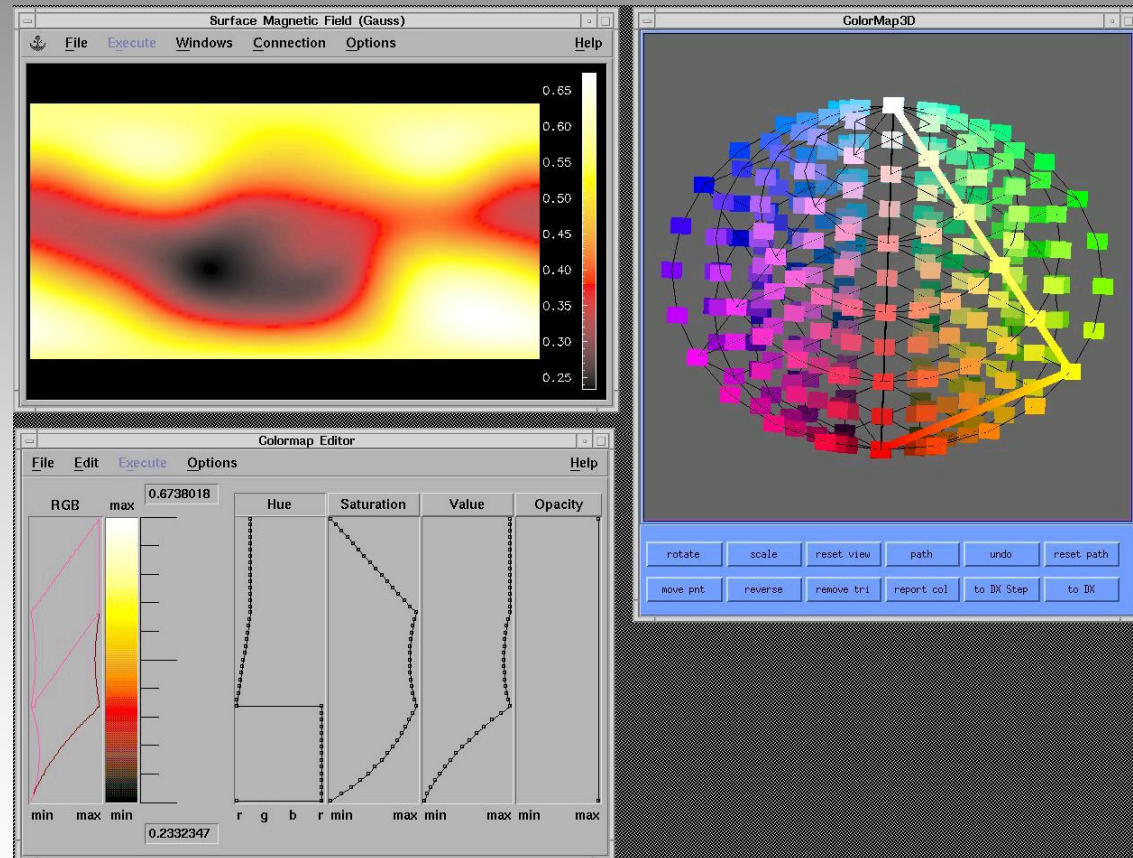 Surface Magnetic Field (Gauss)
File Execute Windows Connection Options Help
0.65
0.60
0.55
0.50
0.45
0.40
0.35
0.30
0.25
ColorMap3D
rotate scale reset view path undo reset path
move pnt reverse remove tri report col to DX Step to DX
Colormap Editor
File Edit Execute Options Help
RGB max 0.6738018 Hue Saturation Value Opacity
min max min r g b r min max min max min max
0.2332347